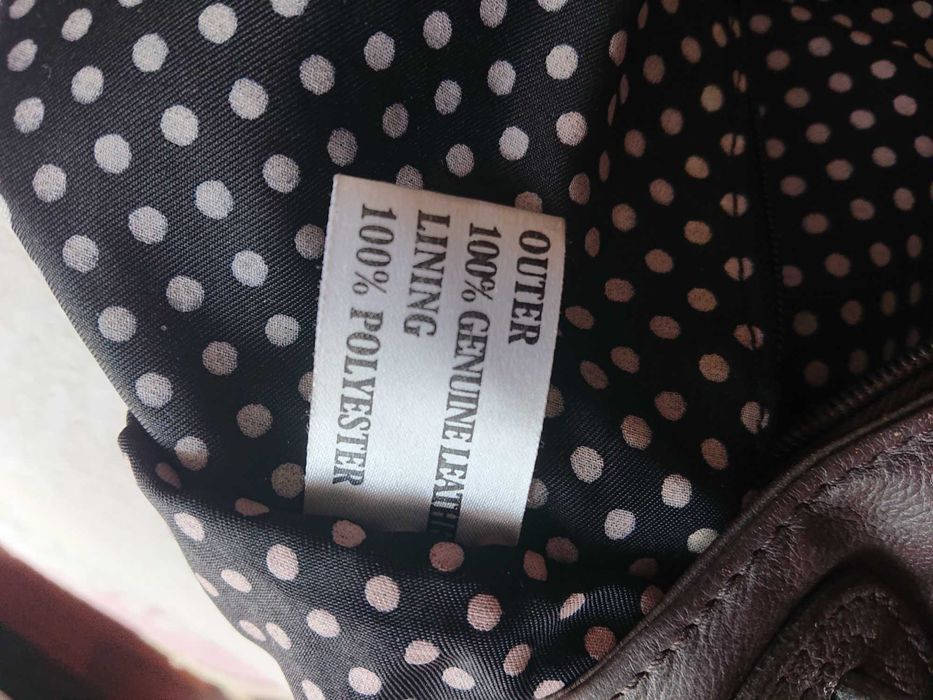 OUTER
100% GENUINE LEATH
LINING
100% POLYESTER